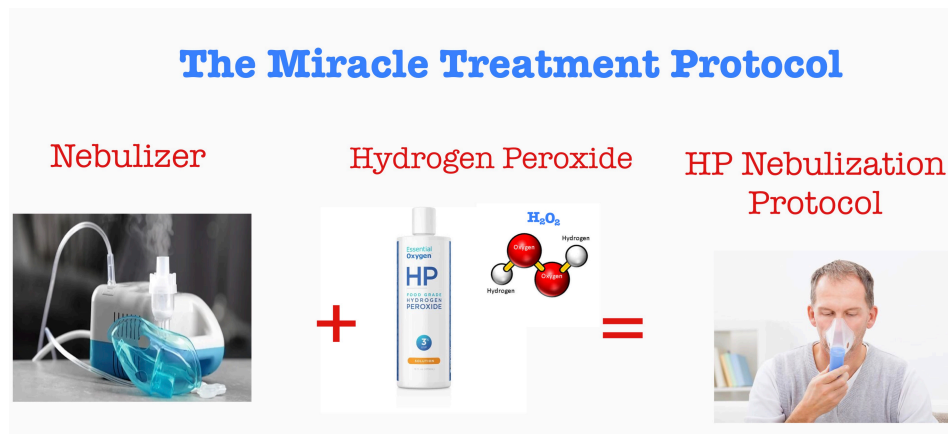 The Miracle Treatment Protocol
Nebulizer
Hydrogen Peroxide
HP Nebulization
Protocol
Essential
Oxygen
HP
FOOD GRADE
HYDROGEN
PEROXIDE
3
SOLUTION
H₂O₂
Oxygen
Hydrogen
Oxygen
Hydrogen
+
=